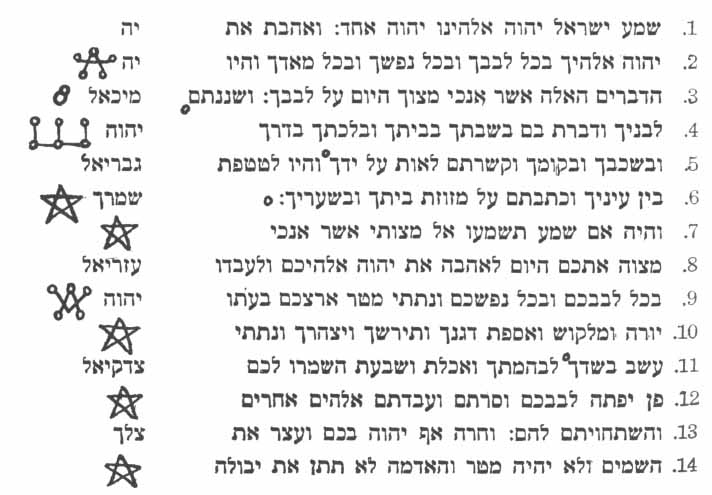 1. שמע ישראל יהוה אלהינו יהוה אחד: ואהבת את יה
2. יהוה אלהיך בכל לבבך ובכל נפשך ובכל מאדך והיו יה
3. הדברים האלה אשר אנכי מצוך היום על לבבך: ושננתם מיכאל
4. לבניך ודברת בם בשבתך בביתך ובלכתך בדרך יהוה
5. ובשכבך ובקומך וקשרתם לאות על ידך והיו לטטפת גבריאל
6. בין עיניך וכתבתם על מזוזת ביתך ובשעריך: שמרך
7. והיה אם שמע תשמעו אל מצותי אשר אנכי
8. מצוה אתכם היום לאהבה את יהוה אלהיכם ולעבדו עזריאל
9. בכל לבבכם ובכל נפשכם ונתתי מטר ארצכם בעתו יהוה
10. יורה ומלקוש ואספת דגנך ותירשך ויצהרך ונתתי
11. עשב בשדך לבהמתך ואכלת ושבעת השמרו לכם צדקיאל
12. פן יפתה לבבכם וסרתם ועבדתם אלהים אחרים
13. והשתחויתם להם: וחרה אף יהוה בכם ועצר את צלך
14. השמים ולא יהיה מטר והאדמה לא תתן את יבולה